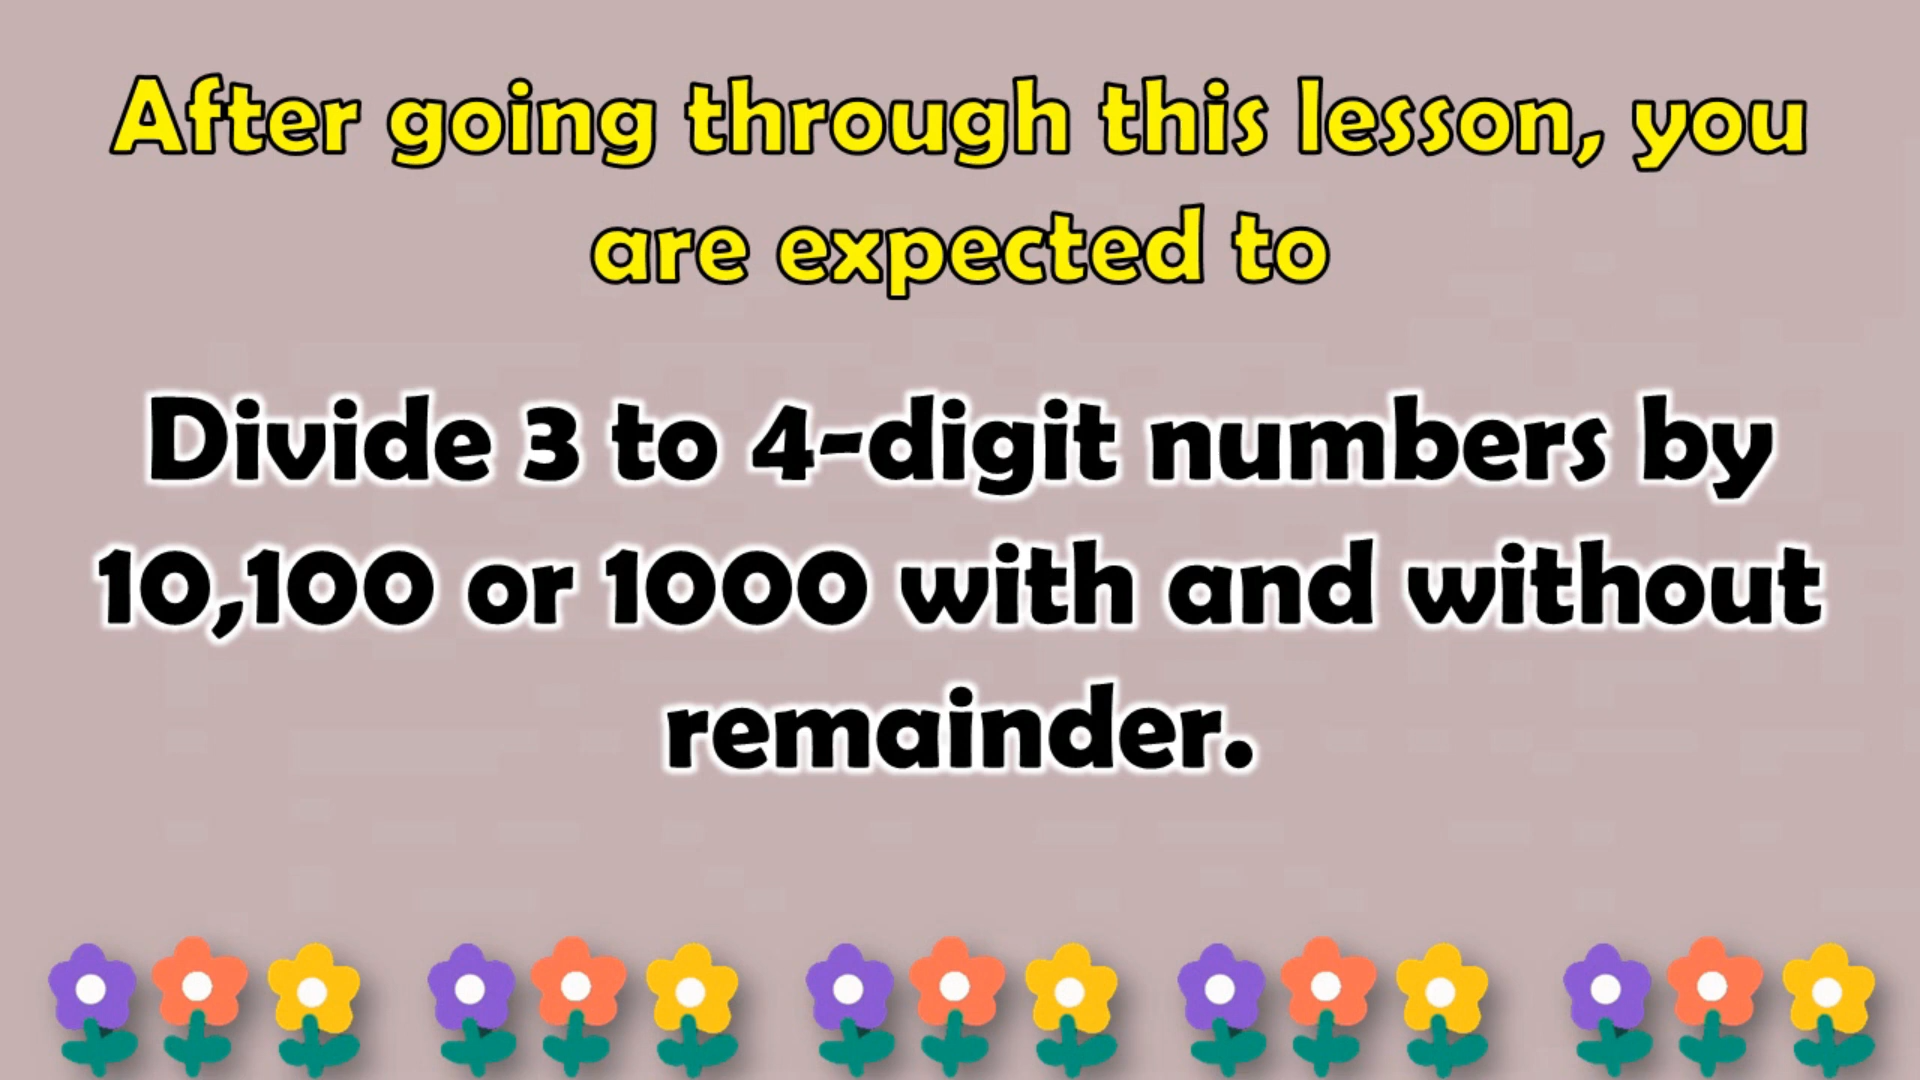 After going through this lesson, you
are expected to
Divide 3 to 4-digit numbers by
10,100 or 1000 with and without
remainder.